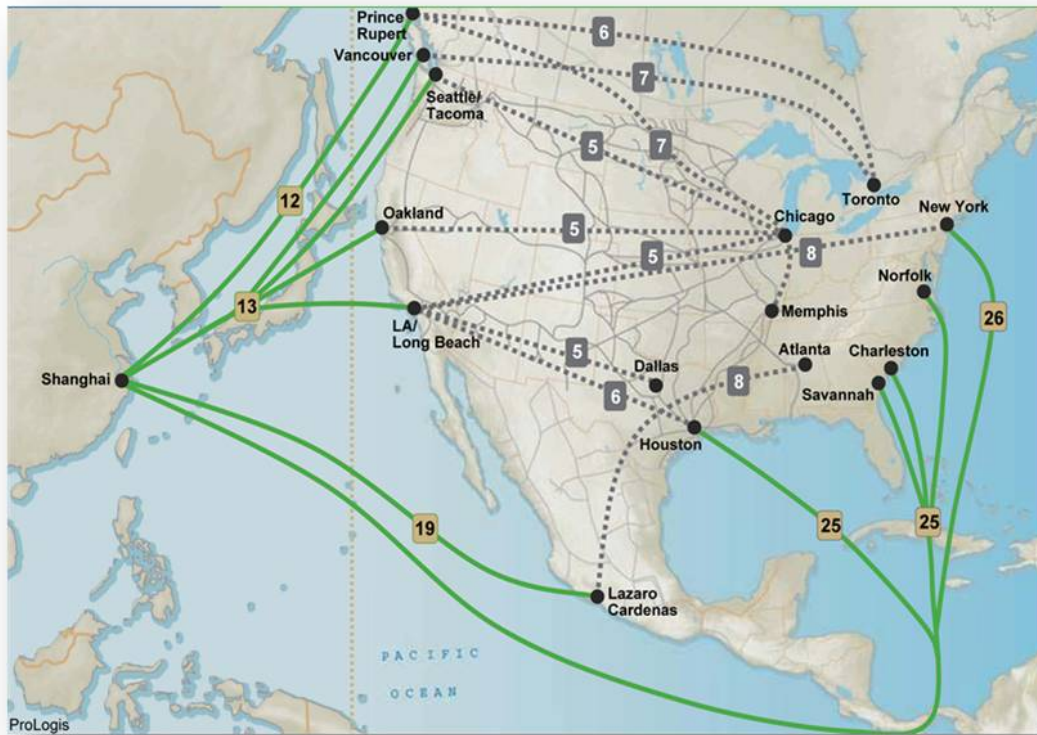 Prince
Rupert
6
Vancouver
7
Seattle/
Tacoma
5
7
12
Toronto
Oakland
Chicago
New York
5
5
8
Norfolk
13
LA/
Long Beach
Memphis
26
5
Atlanta
Charleston
Shanghai
Dallas
8
Savannah
6
Houston
19
25
25
Lazaro
Cardenas
PACIFIC
OCEAN
ProLogis